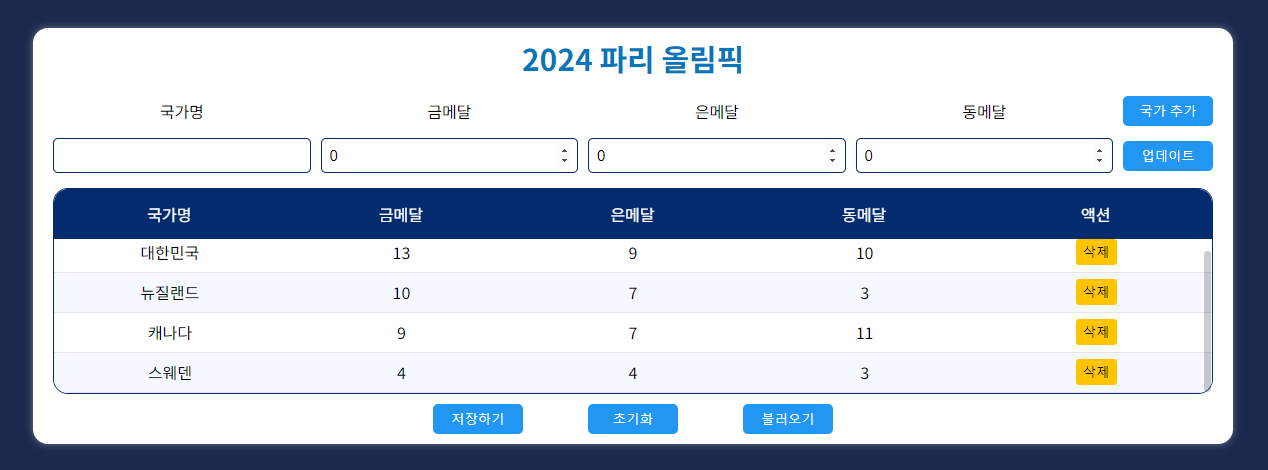 2024 파리 올림픽
국가명 금메달 은메달 동메달 국가 추가
0 0 0 업데이트
국가명 금메달 은메달 동메달 액션
대한민국 13 9 10 삭제
뉴질랜드 10 7 3 삭제
캐나다 9 7 11 삭제
스웨덴 4 4 3 삭제
저장하기 초기화 불러오기